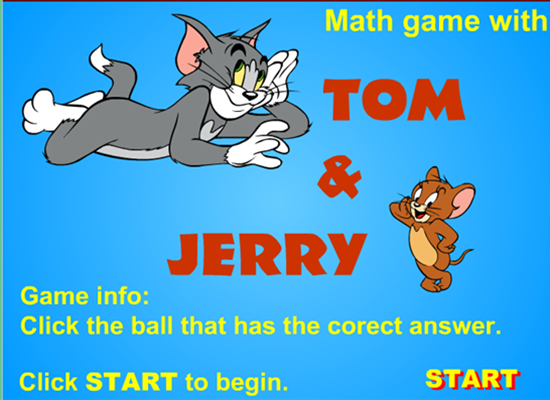 Math game with
TOM
&
JERRY
Game info:
Click the ball that has the corect answer.
Click START to begin.
START